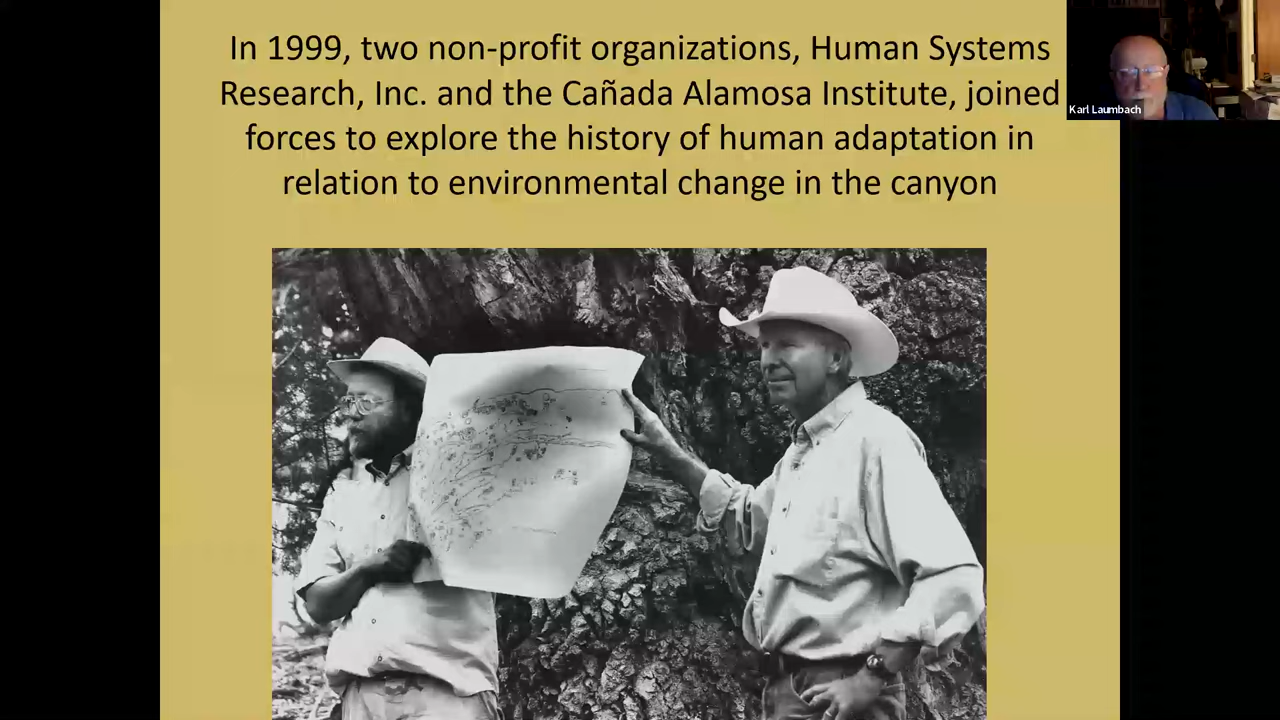 In 1999, two non-profit organizations, Human Systems
Research, Inc. and the Cañada Alamosa Institute, joined
forces to explore the history of human adaptation in
relation to environmental change in the canyon
Karl Laumbach